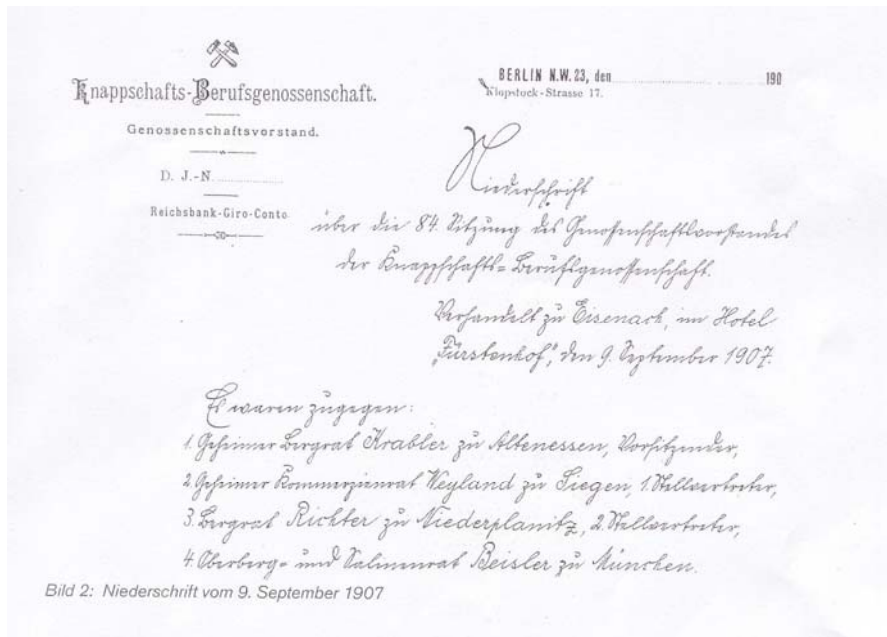 Knappschafts-Berufsgenossenschaft.
Genossenschaftsvorstand.
D. J.-N.
Reichsbank-Giro-Conto
BERLIN N.W. 23, den 190
Klopstock-Strasse 17.
Niederschrift
über die 84. Sitzung des Genossenschaftsvorstandes
der Knappschafts-Berufsgenossenschaft.
Verhandelt zu Eisenach, im Hotel
„Fürstenhof", den 9. September 1907.
Es waren zugegen:
1. Geheimer Bergrat Krabler zu Altenessen, Vorsitzender,
2. Geheimer Kommerzienrat Weyland zu Siegen, 1. Stellvertreter,
3. Bergrat Richter zu Niederplanitz, 2. Stellvertreter,
4. Oberberg- und Salinenrat Beisler zu München.
Bild 2: Niederschrift vom 9. September 1907